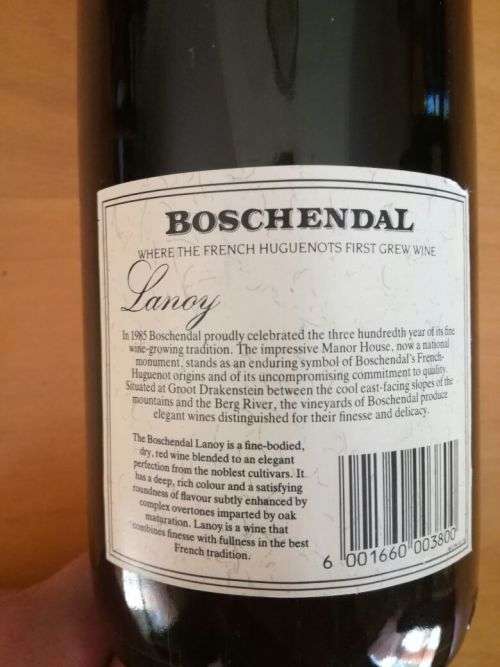 BOSCHENDAL
WHERE THE FRENCH HUGUENOTS FIRST GREW WINE
Lanoy
In 1985 Boschendal proudly celebrated the three hundredth year of its fine
wine-growing tradition. The impressive Manor House, now a national
monument, stands as an enduring symbol of Boschendal's French-
Huguenot origins and of its uncompromising commitment to quality.
Situated at Groot Drakenstein between the cool east-facing slopes of the
mountains and the Berg River, the vineyards of Boschendal produce
elegant wines distinguished for their finesse and delicacy.
The Boschendal Lanoy is a fine-bodied,
dry, red wine blended to an elegant
perfection from the noblest cultivars. It
has a deep, rich colour and a satisfying
roundness of flavour subtly enhanced by
complex overtones imparted by oak
maturation. Lanoy is a wine that
combines finesse with fullness in the best
French tradition.
6 001660 003800